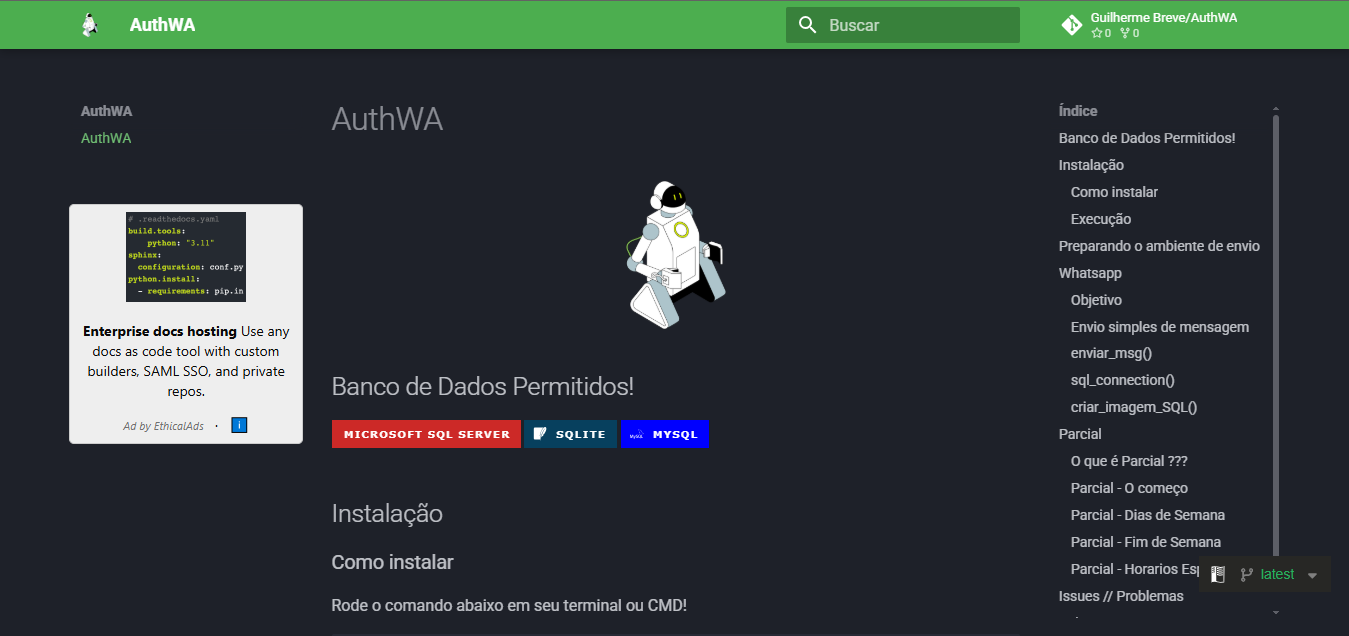 AuthWA
Buscar
Guilherme Breve/AuthWA
0 0
AuthWA
AuthWA
# .readthedocs.yaml
build.tools:
python: "3.11"
sphinx:
configuration: conf.py
python.install:
- requirements: pip.in
Enterprise docs hosting Use any
docs as code tool with custom
builders, SAML SSO, and private
repos.
Ad by EthicalAds ·
i
AuthWA
Banco de Dados Permitidos!
MICROSOFT SQL SERVER
SQLITE
MySQL MYSQL
Instalação
Como instalar
Rode o comando abaixo em seu terminal ou CMD!
Índice
Banco de Dados Permitidos!
Instalação
Como instalar
Execução
Preparando o ambiente de envio
Whatsapp
Objetivo
Envio simples de mensagem
enviar_msg()
sql_connection()
criar_imagem_SQL()
Parcial
O que é Parcial ???
Parcial - O começo
Parcial - Dias de Semana
Parcial - Fim de Semana
Parcial - Horarios Esp
latest
Issues // Problemas